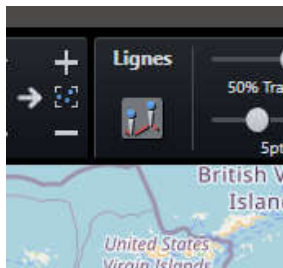 Lignes
50% Tra
5pt
British V
Islan
United States
Virgin Islands